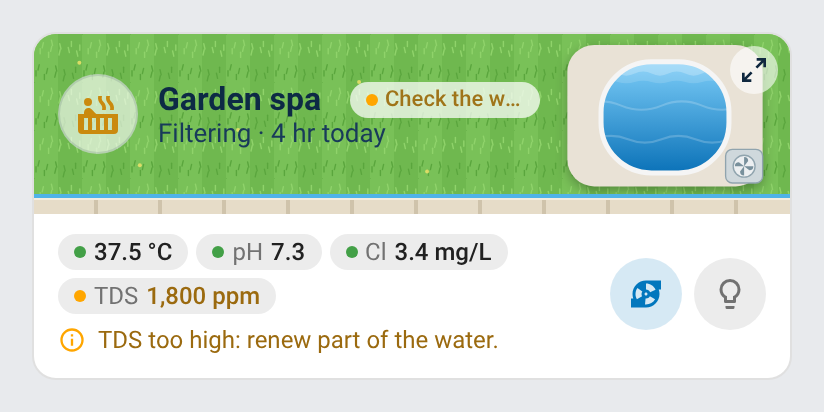 Garden spa
Check the w...
Filtering · 4 hr today
37.5 °C
pH 7.3
Cl 3.4 mg/L
TDS 1,800 ppm
TDS too high: renew part of the water.